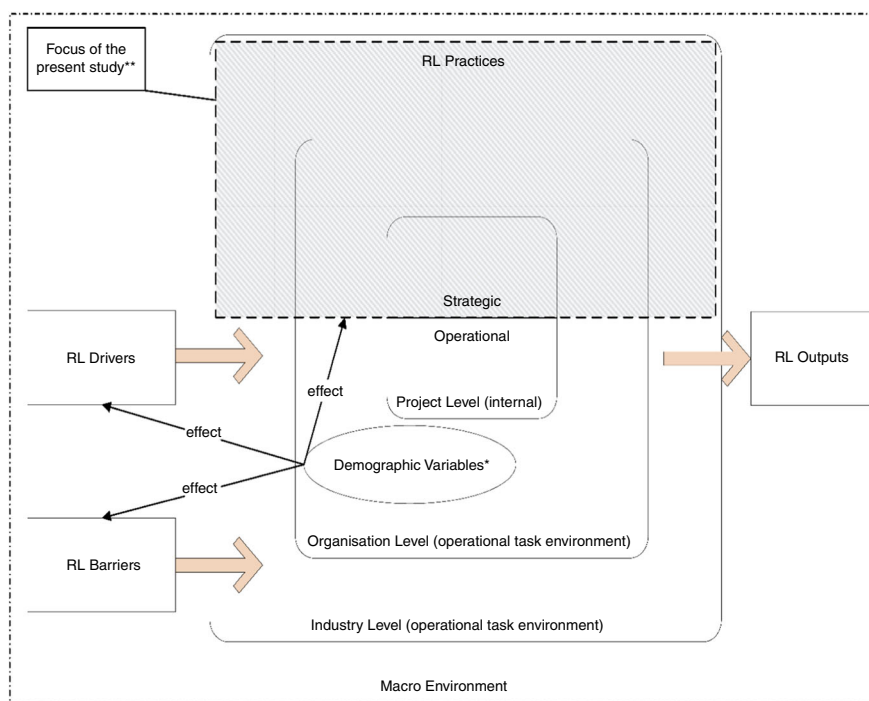 Focus of the
present study**
RL Practices
Strategic
Operational
RL Drivers
RL Outputs
effect
Project Level (internal)
effect
Demographic Variables*
effect
Organisation Level (operational task environment)
RL Barriers
Industry Level (operational task environment)
Macro Environment